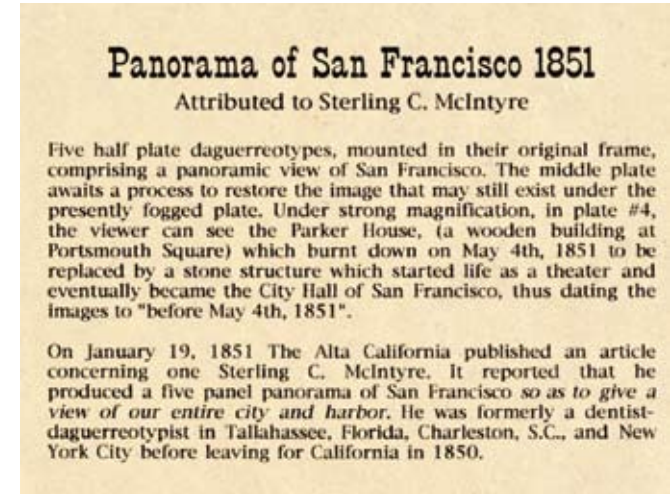 Panorama of San Francisco 1851
Attributed to Sterling C. McIntyre
Five half plate daguerreotypes, mounted in their original frame,
comprising a panoramic view of San Francisco. The middle plate
awaits a process to restore the image that may still exist under the
presently fogged plate. Under strong magnification, in plate #4,
the viewer can see the Parker House, (a wooden building at
Portsmouth Square) which burnt down on May 4th, 1851 to be
replaced by a stone structure which started life as a theater and
eventually became the City Hall of San Francisco, thus dating the
images to "before May 4th, 1851".
On January 19, 1851 The Alta California published an article
concerning one Sterling C. McIntyre. It reported that he
produced a five panel panorama of San Francisco so as to give a
view of our entire city and harbor. He was formerly a dentist-
daguerreotypist in Tallahassee, Florida, Charleston, S.C., and New
York City before leaving for California in 1850.